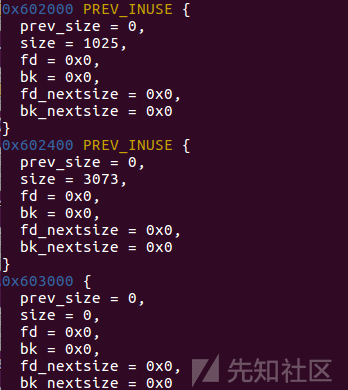 0x602000 PREV_INUSE {
  prev_size = 0,
  size = 1025,
  fd = 0x0,
  bk = 0x0,
  fd_nextsize = 0x0,
  bk_nextsize = 0x0
}
0x602400 PREV_INUSE {
  prev_size = 0,
  size = 3073,
  fd = 0x0,
  bk = 0x0,
  fd_nextsize = 0x0,
  bk_nextsize = 0x0
}
0x603000 {
  prev_size = 0,
  size = 0,
  fd = 0x0,
  bk = 0x0,
  fd_nextsize = 0x0,
  bk_nextsize = 0x0
先知社区